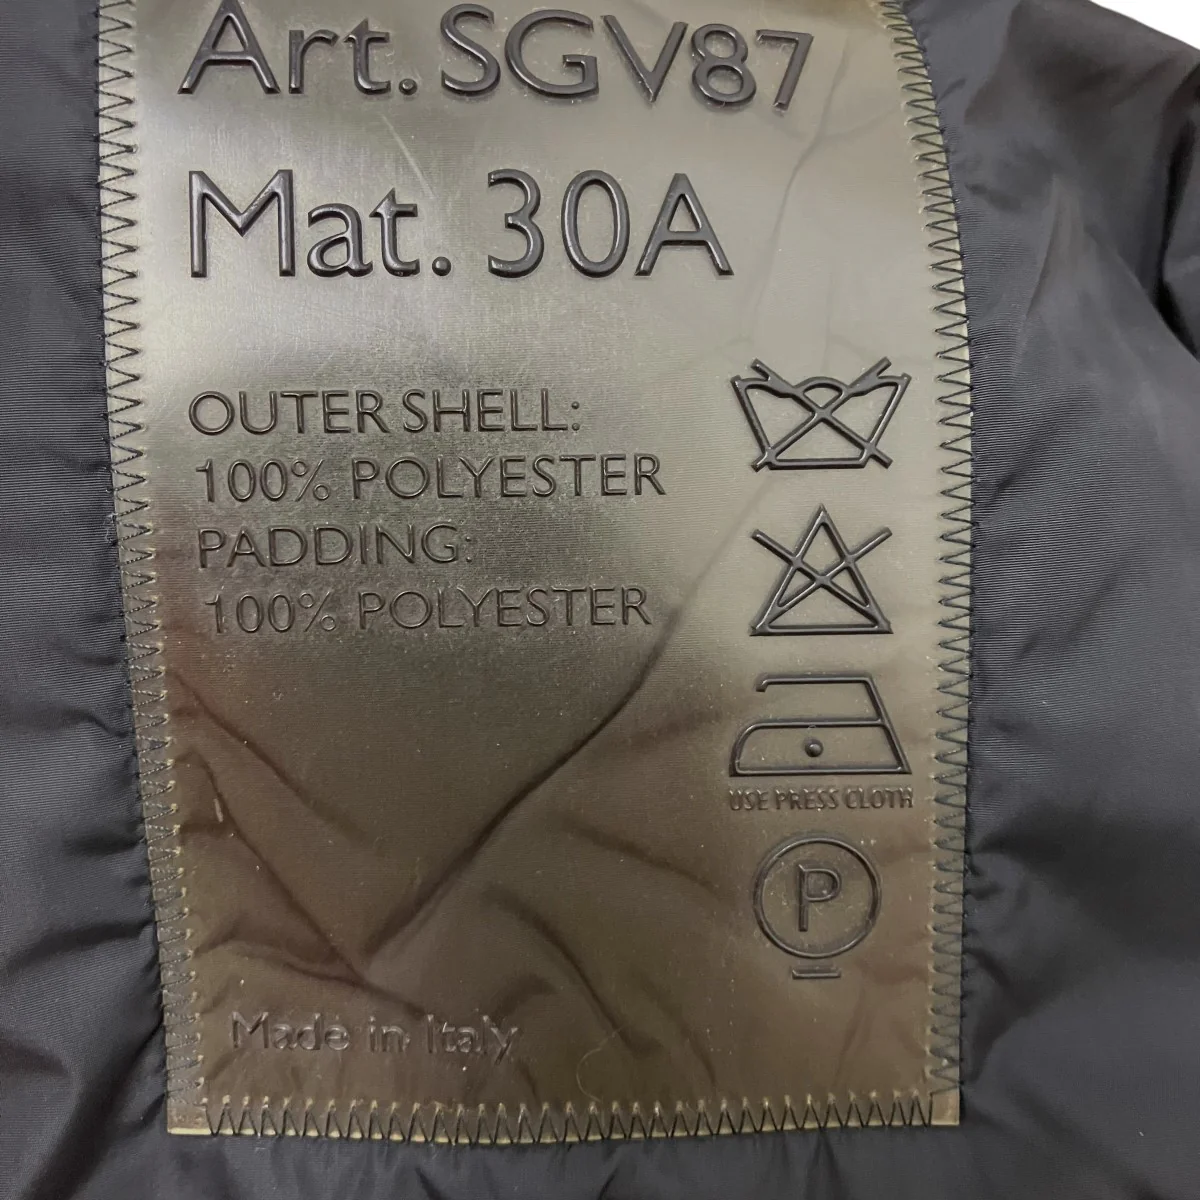 Art. SGV87
Mat. 30A
OUTER SHELL:
100% POLYESTER
PADDING:
100% POLYESTER
USE PRESS CLOTH
P
Made in Italy